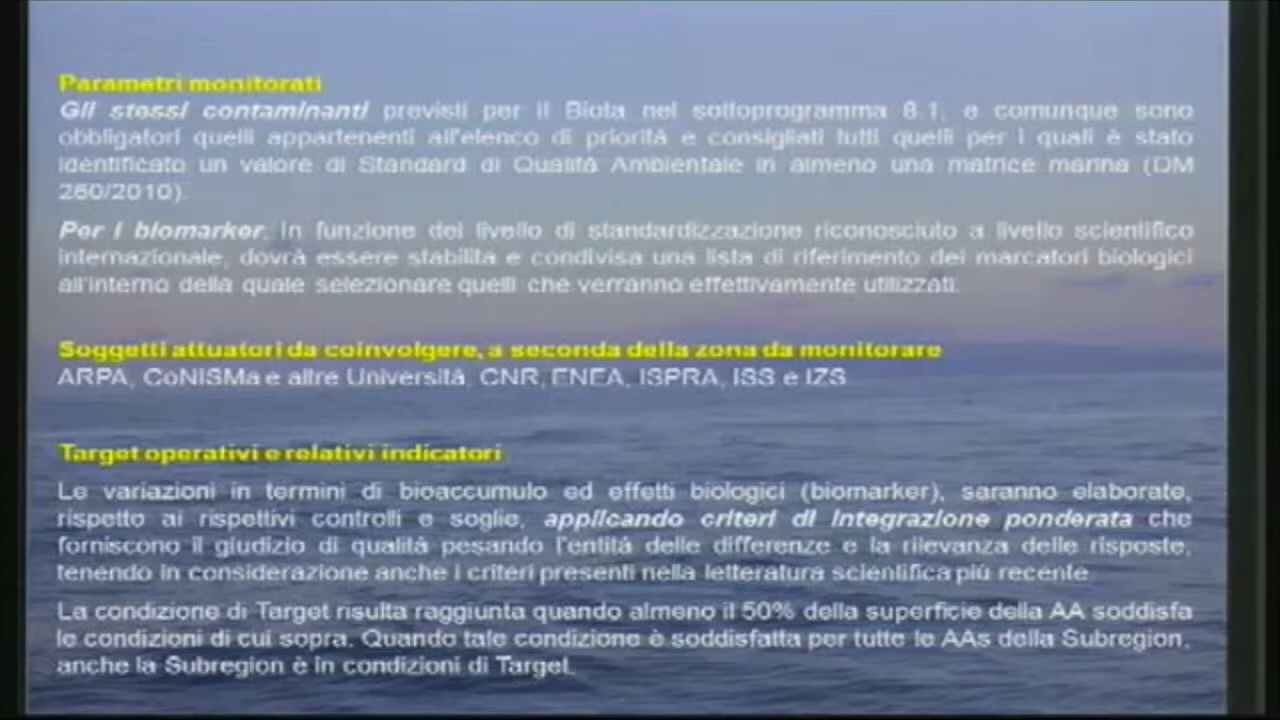 Parametri monitorati
Gli stessi contaminanti previsti per il Biota nel sottoprogramma 8.1, e comunque sono
obbligatori quelli appartenenti all'elenco di priorità e consigliati tutti quelli per i quali è stato
identificato un valore di Standard di Qualità Ambientale in almeno una matrice marina (DM
260/2010).
Per i biomarker, in funzione del livello di standardizzazione riconosciuto a livello scientifico
internazionale, dovrà essere stabilita e condivisa una lista di riferimento dei marcatori biologici
all'interno della quale selezionare quelli che verranno effettivamente utilizzati.
Soggetti attuatori da coinvolgere, a seconda della zona da monitorare
ARPA, CoNISMa e altre Università, CNR, ENEA, ISPRA, ISS e IZS
Target operativi e relativi indicatori
Le variazioni in termini di bioaccumulo ed effetti biologici (biomarker), saranno elaborate,
rispetto ai rispettivi controlli e soglie, applicando criteri di integrazione ponderata che
forniscono il giudizio di qualità pesando l'entità delle differenze e la rilevanza delle risposte,
tenendo in considerazione anche i criteri presenti nella letteratura scientifica più recente
La condizione di Target risulta raggiunta quando almeno il 50% della superficie della AA soddisfa
le condizioni di cui sopra. Quando tale condizione è soddisfatta per tutte le AAs della Subregion,
anche la Subregion è in condizioni di Target.